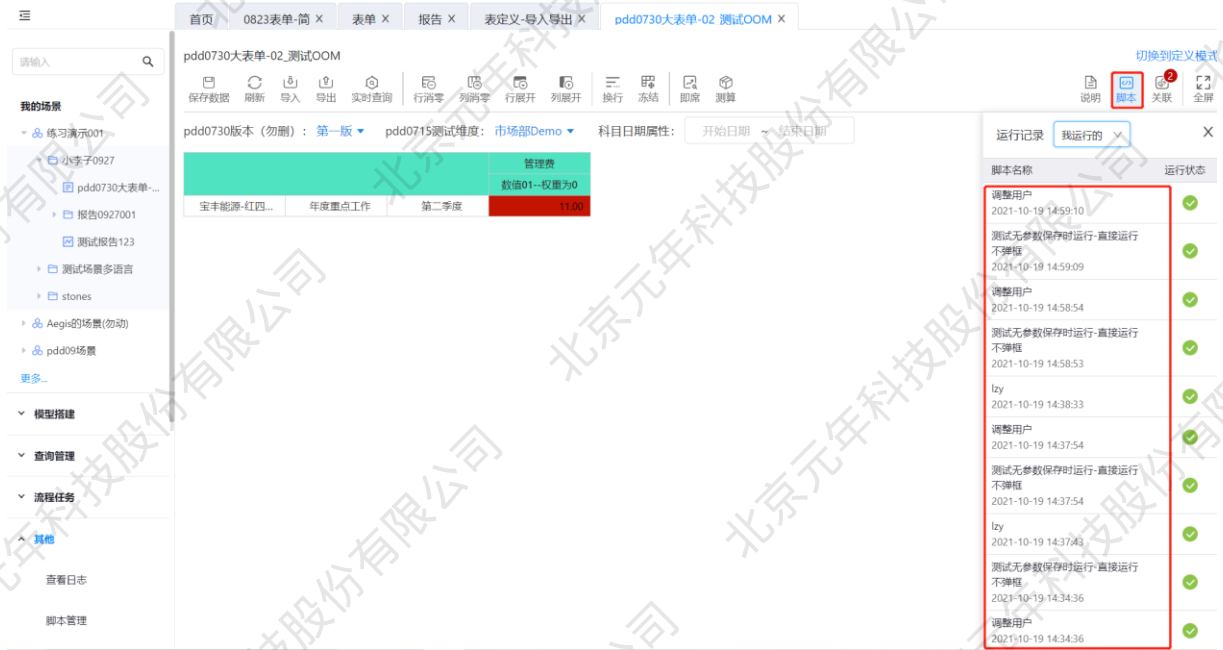 首页
0823表单-简 ×
表单 ×
报告 ×
表定义-导入导出 ×
pdd0730大表单-02_测试OOM ×
请输入
我的场景
练习演示001
小李子0927
pdd0730大表单-...
报告0927001
测试报告123
测试场景多语言
stones
Aegis的场景(勿动)
pdd09场景
更多...
模型搭建
查询管理
流程任务
其他
查看日志
脚本管理
pdd0730大表单-02_测试OOM
切换到定义模式
保存数据
刷新
导入
导出
实时查询
行消零
列消零
行展开
列展开
换行
冻结
即席
测算
说明
脚本
2
关联
全屏
pdd0730版本（勿删）： 第一版
pdd0715测试维度： 市场部Demo
科目日期属性： 开始日期 ~ 结束日期
管理费
数值01--权重为0
宝丰能源-红四... 年度重点工作 第二季度 11.00
运行记录 我运行的 ×
脚本名称 运行状态
调整用户
2021-10-19 14:59:10
测试无参数保存时运行-直接运行
不弹框
2021-10-19 14:59:09
调整用户
2021-10-19 14:58:54
测试无参数保存时运行-直接运行
不弹框
2021-10-19 14:58:53
lzy
2021-10-19 14:38:33
调整用户
2021-10-19 14:37:54
测试无参数保存时运行-直接运行
不弹框
2021-10-19 14:37:54
lzy
2021-10-19 14:37:43
测试无参数保存时运行-直接运行
不弹框
2021-10-19 14:34:36
调整用户
2021-10-19 14:34:36
北京元年科技股份有限公司